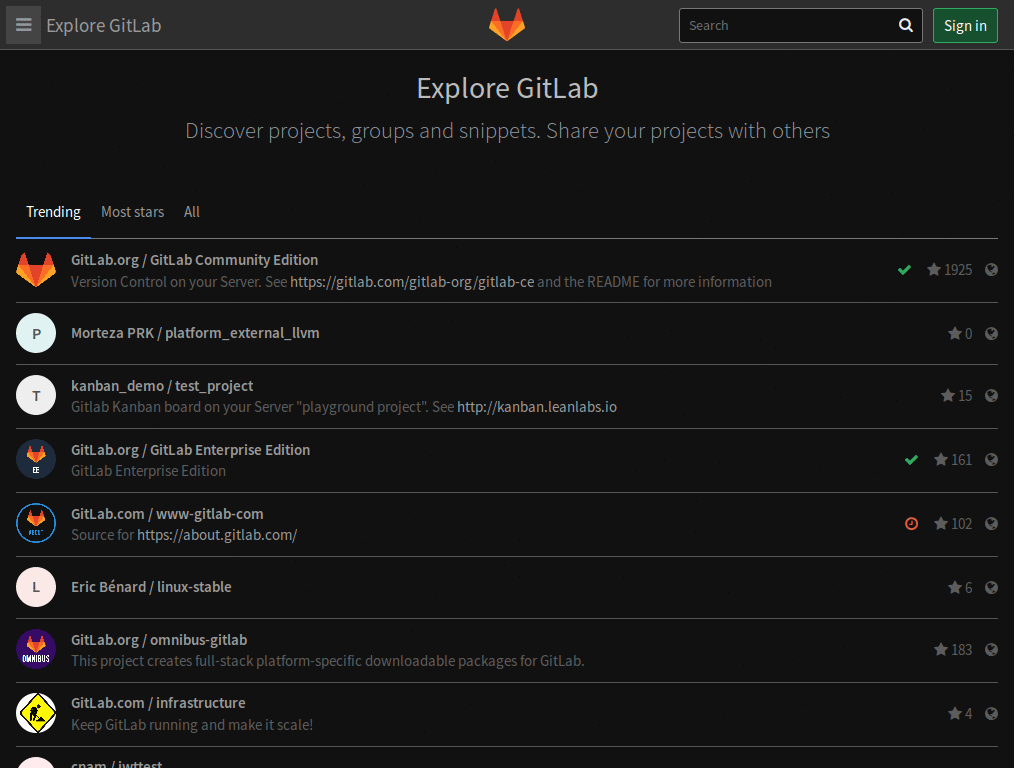 Explore GitLab
Search
Sign in
Explore GitLab
Discover projects, groups and snippets. Share your projects with others
Trending Most stars All
GitLab.org / GitLab Community Edition
Version Control on your Server. See https://gitlab.com/gitlab-org/gitlab-ce and the README for more information
1925
P
Morteza PRK / platform_external_llvm
0
T
kanban_demo / test_project
Gitlab Kanban board on your Server "playground project". See http://kanban.leanlabs.io
15
EE
GitLab.org / GitLab Enterprise Edition
GitLab Enterprise Edition
161
GitLab.com / www-gitlab-com
Source for https://about.gitlab.com/
102
L
Eric Bénard / linux-stable
6
OMNIBUS
GitLab.org / omnibus-gitlab
This project creates full-stack platform-specific downloadable packages for GitLab.
183
GitLab.com / infrastructure
Keep GitLab running and make it scale!
4
cnam / jwttest